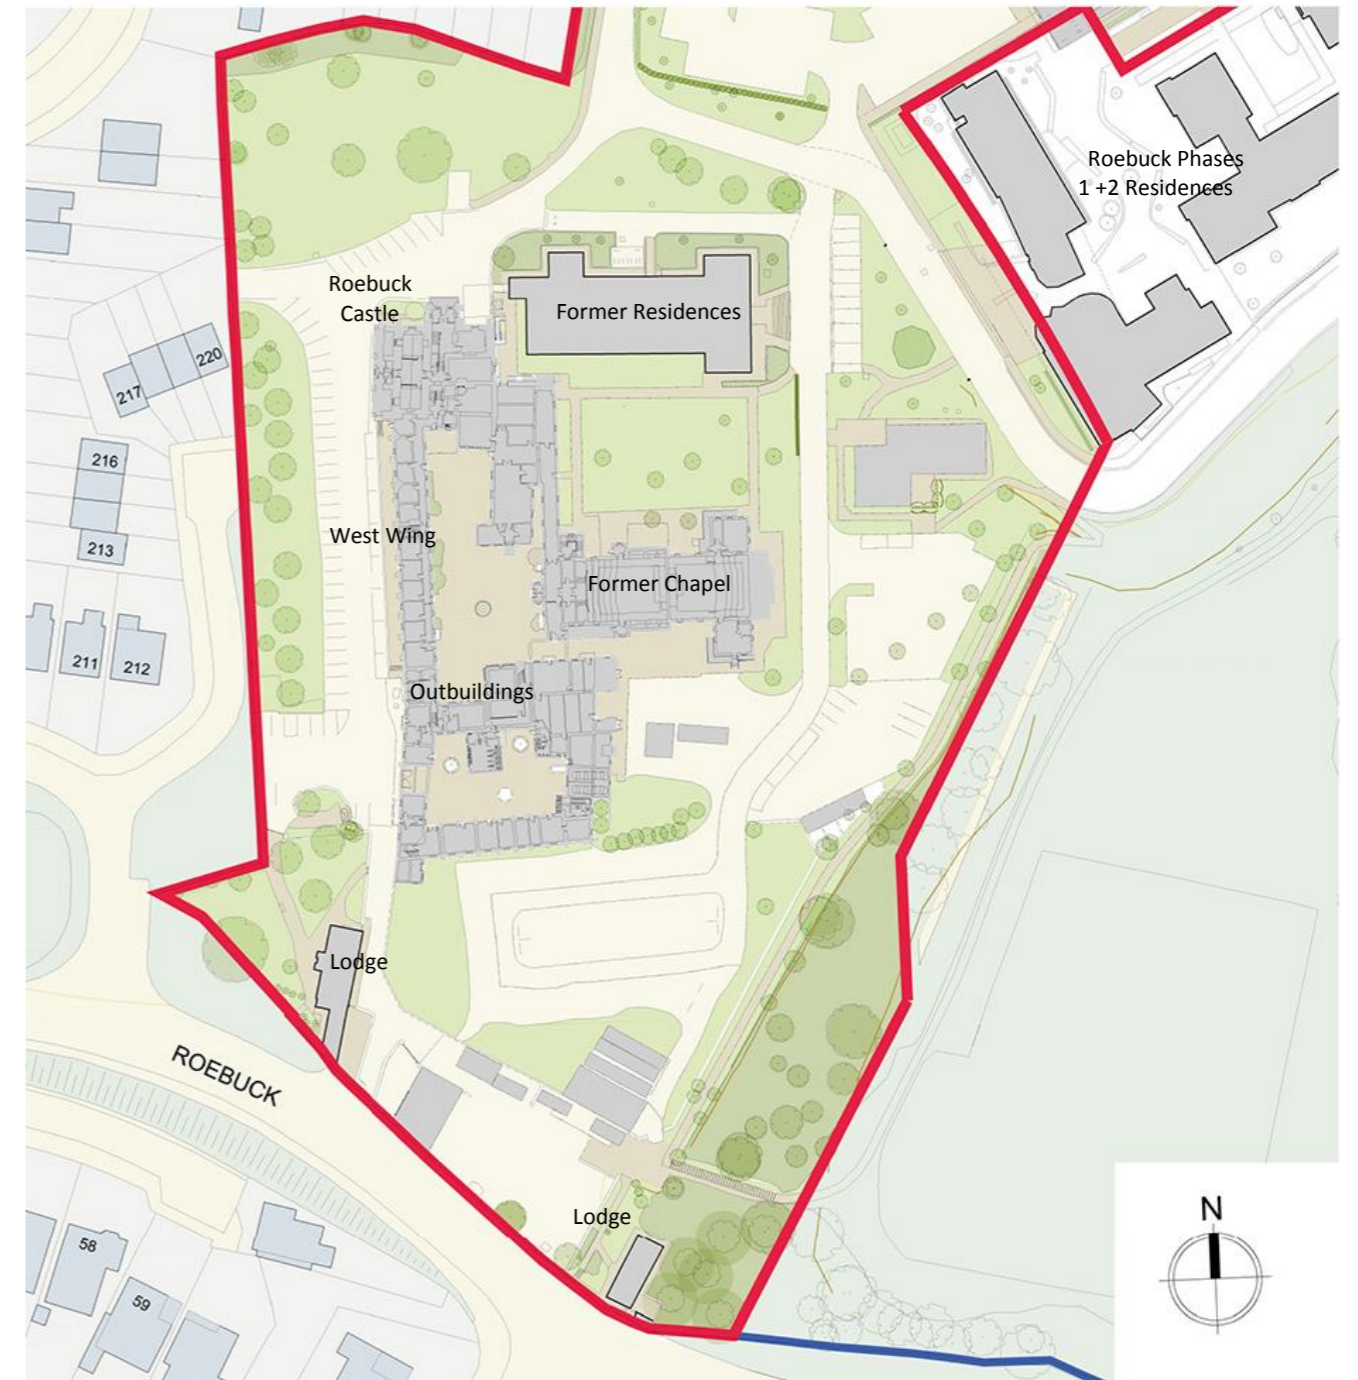 Roebuck Phases
1 +2 Residences
Roebuck
Castle
Former Residences
220
217
216
213
West Wing
Former Chapel
211
212
Outbuildings
Lodge
ROEBUCK
Lodge
N
58
59